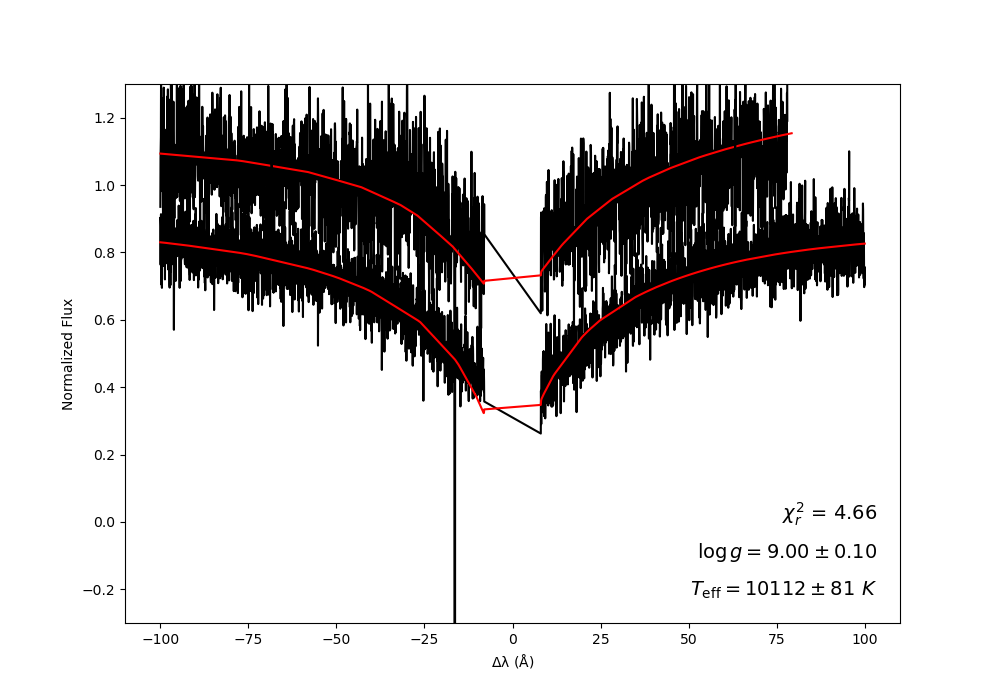 1.2
1.0
0.8
0.6
0.4
0.2
0.0
−0.2
Normalized Flux
χ²ᵣ = 4.66
log g = 9.00 ± 0.10
T_eff = 10112 ± 81 K
−100 −75 −50 −25 0 25 50 75 100
Δλ (Å)